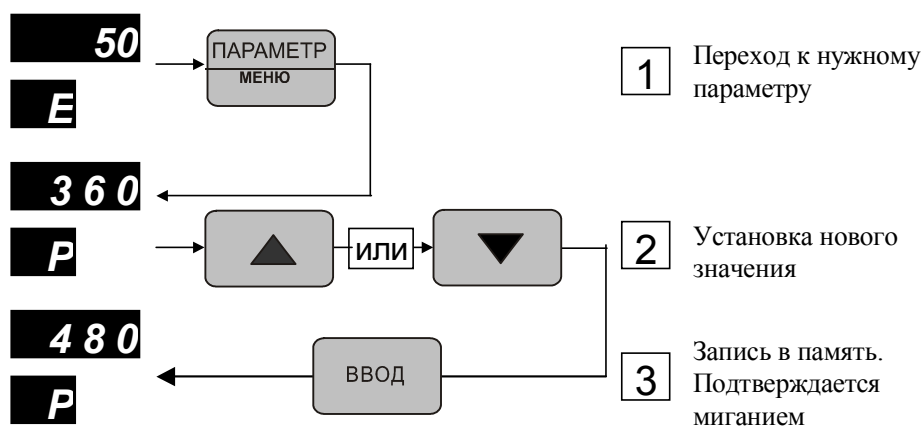 50
ПАРАМЕТР
МЕНЮ
E
1
Переход к нужному
параметру
3 6 0
P
ИЛИ
2
Установка нового
значения
4 8 0
P
ВВОД
3
Запись в память.
Подтверждается
миганием